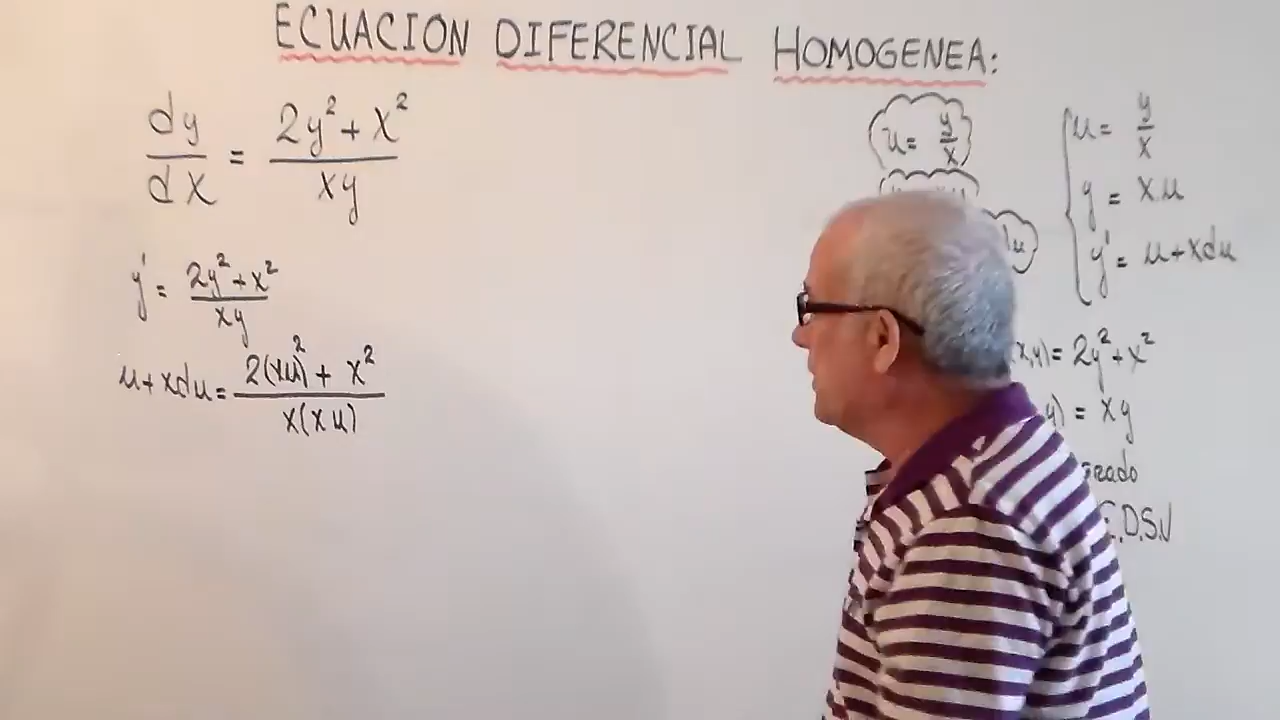 ECUACION DIFERENCIAL HOMOGENEA:
dy/dx = (2y²+x²)/(xy)
y' = (2y²+x²)/(xy)
u+xdu = (2(xu)²+x²)/(x(xu))
u = y/x
u = y/x
y = x.u
y' = u+xdu
x,y) = 2y²+x²
y) = xy
E.D.S.V